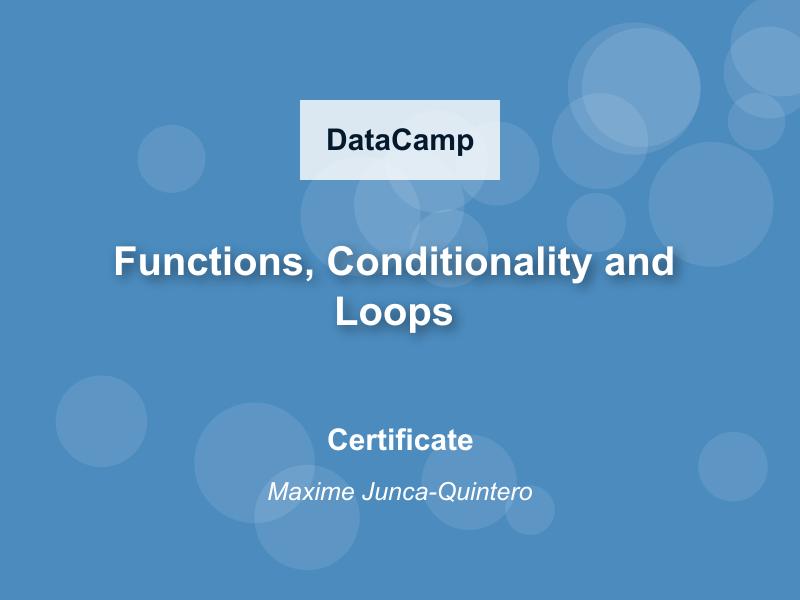 DataCamp
Functions, Conditionality and
Loops
Certificate
Maxime Junca-Quintero